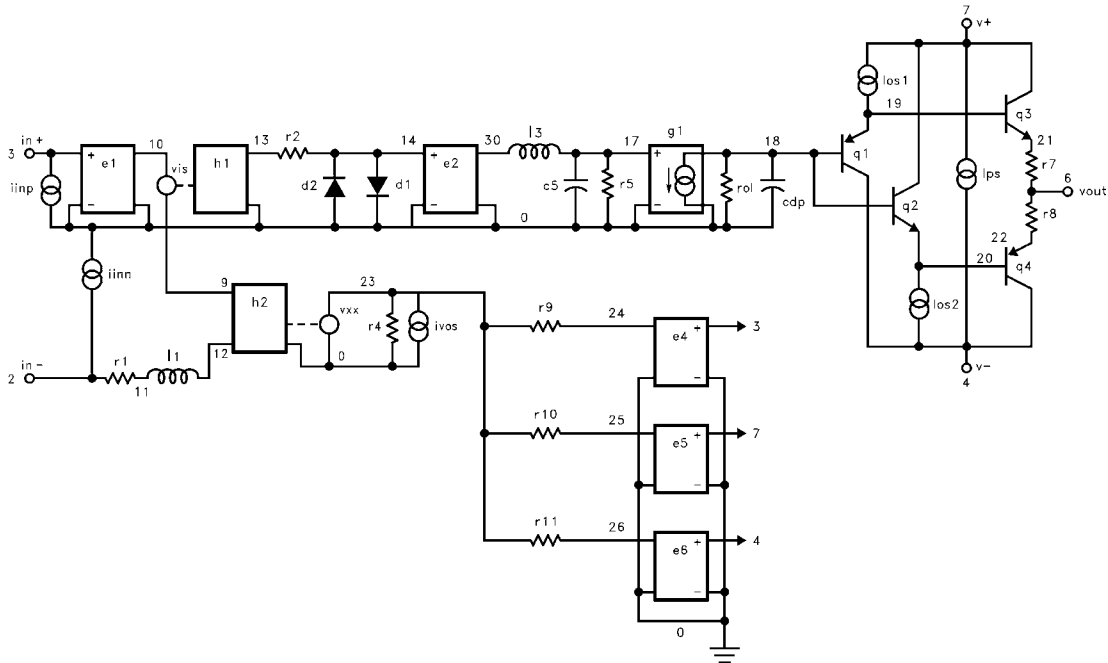 7
v+
Ios1
19
q3
in+
3
iinp
e1
+
−
10
vis
h1
13
r2
d2
d1
14
e2
+
−
30
l3
c5
r5
17
g1
+
−
rol
18
cdp
q1
q2
Ips
21
r7
6
vout
r8
22
20
q4
0
iinn
9
h2
23
vxx
r4
ivos
Ios2
r9
24
e4
+
−
3
in-
2
r1
11
l1
12
0
v−
4
r10
25
e5
+
−
7
r11
26
e6
+
−
4
0